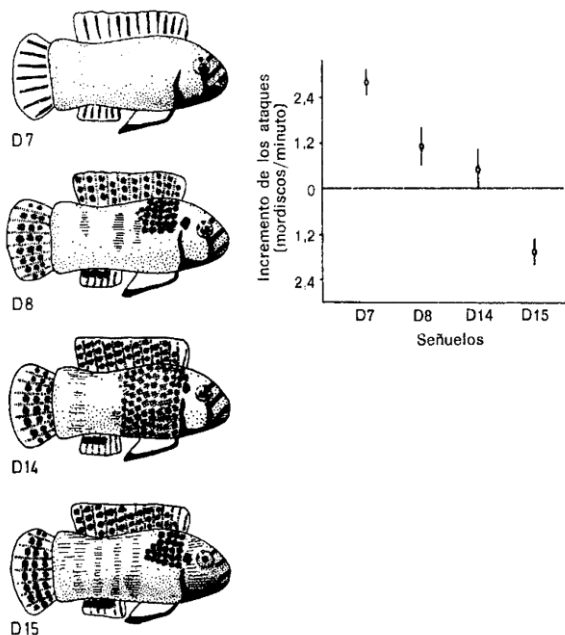 D7
D8
D14
D15
Incremento de los ataques
(mordiscos/minuto)
2,4
1,2
0
1,2
2,4
D7 D8 D14 D15
Señuelos